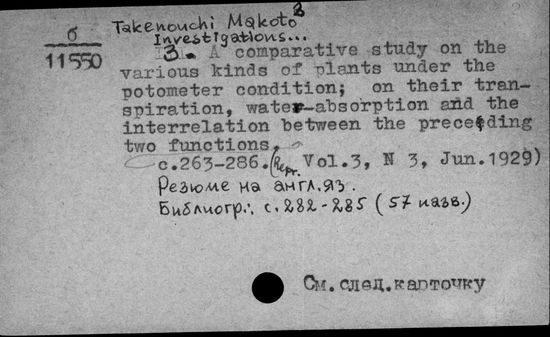 б
11550
Takenouchi Makoto
Investigations...
3. A comparative study on the
various kinds of plants under the
potometer condition; on their tran-
spiration, water-absorption and the
interrelation between the preceding
two functions.
c.263-286. (Repr. Vol.3, N 3, Jun.1929)
Резюме на англ.яз.
Библиогр.: с.282-285 (57 назв.)
См.след.карточку